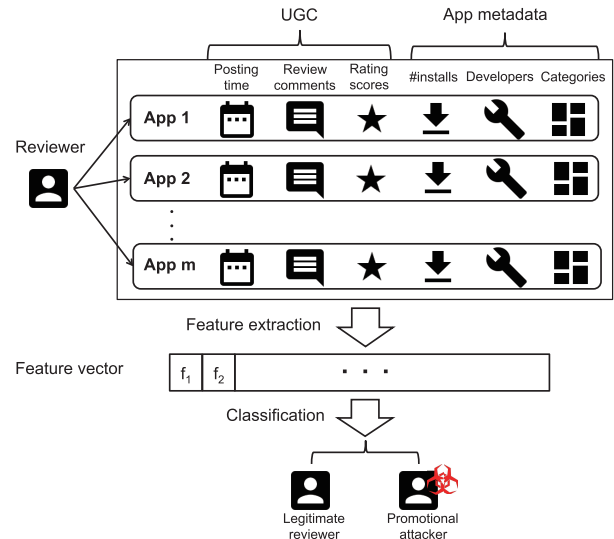 UGC
App metadata
Posting
time
Review
comments
Rating
scores
#installs
Developers
Categories
Reviewer
App 1
App 2
App m
Feature extraction
Feature vector
f1
f2
. . .
Classification
Legitimate
reviewer
Promotional
attacker